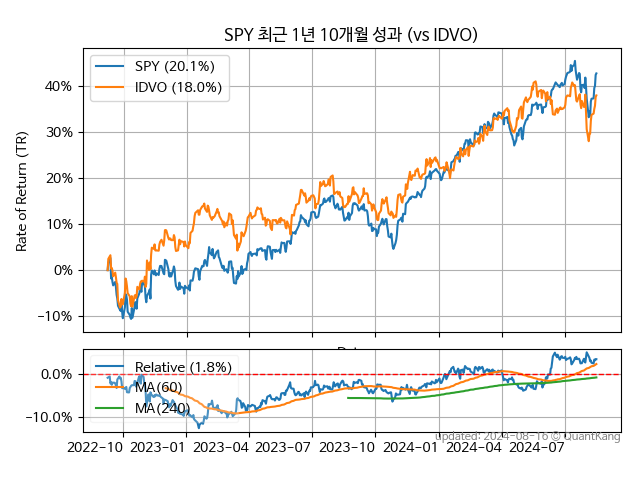 SPY 최근 1년 10개월 성과 (vs IDVO)
SPY (20.1%)
IDVO (18.0%)
Rate of Return (TR)
40%
30%
20%
10%
0%
−10%
Relative (1.8%)
MA(60)
MA(240)
0.0%
−10.0%
2022-10 2023-01 2023-04 2023-07 2023-10 2024-01 2024-04 2024-07
Updated: 2024-08-16 © QuantKang